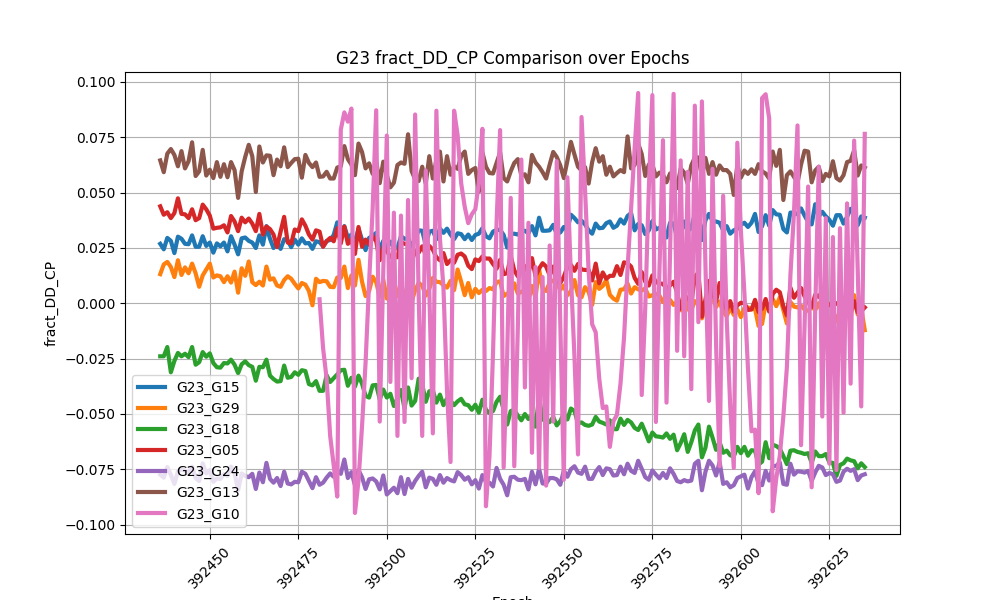 G23 fract_DD_CP Comparison over Epochs
fract_DD_CP
0.100
0.075
0.050
0.025
0.000
−0.025
−0.050
−0.075
−0.100
G23_G15
G23_G29
G23_G18
G23_G05
G23_G24
G23_G13
G23_G10
392450
392475
392500
392525
392550
392575
392600
392625
Epoch